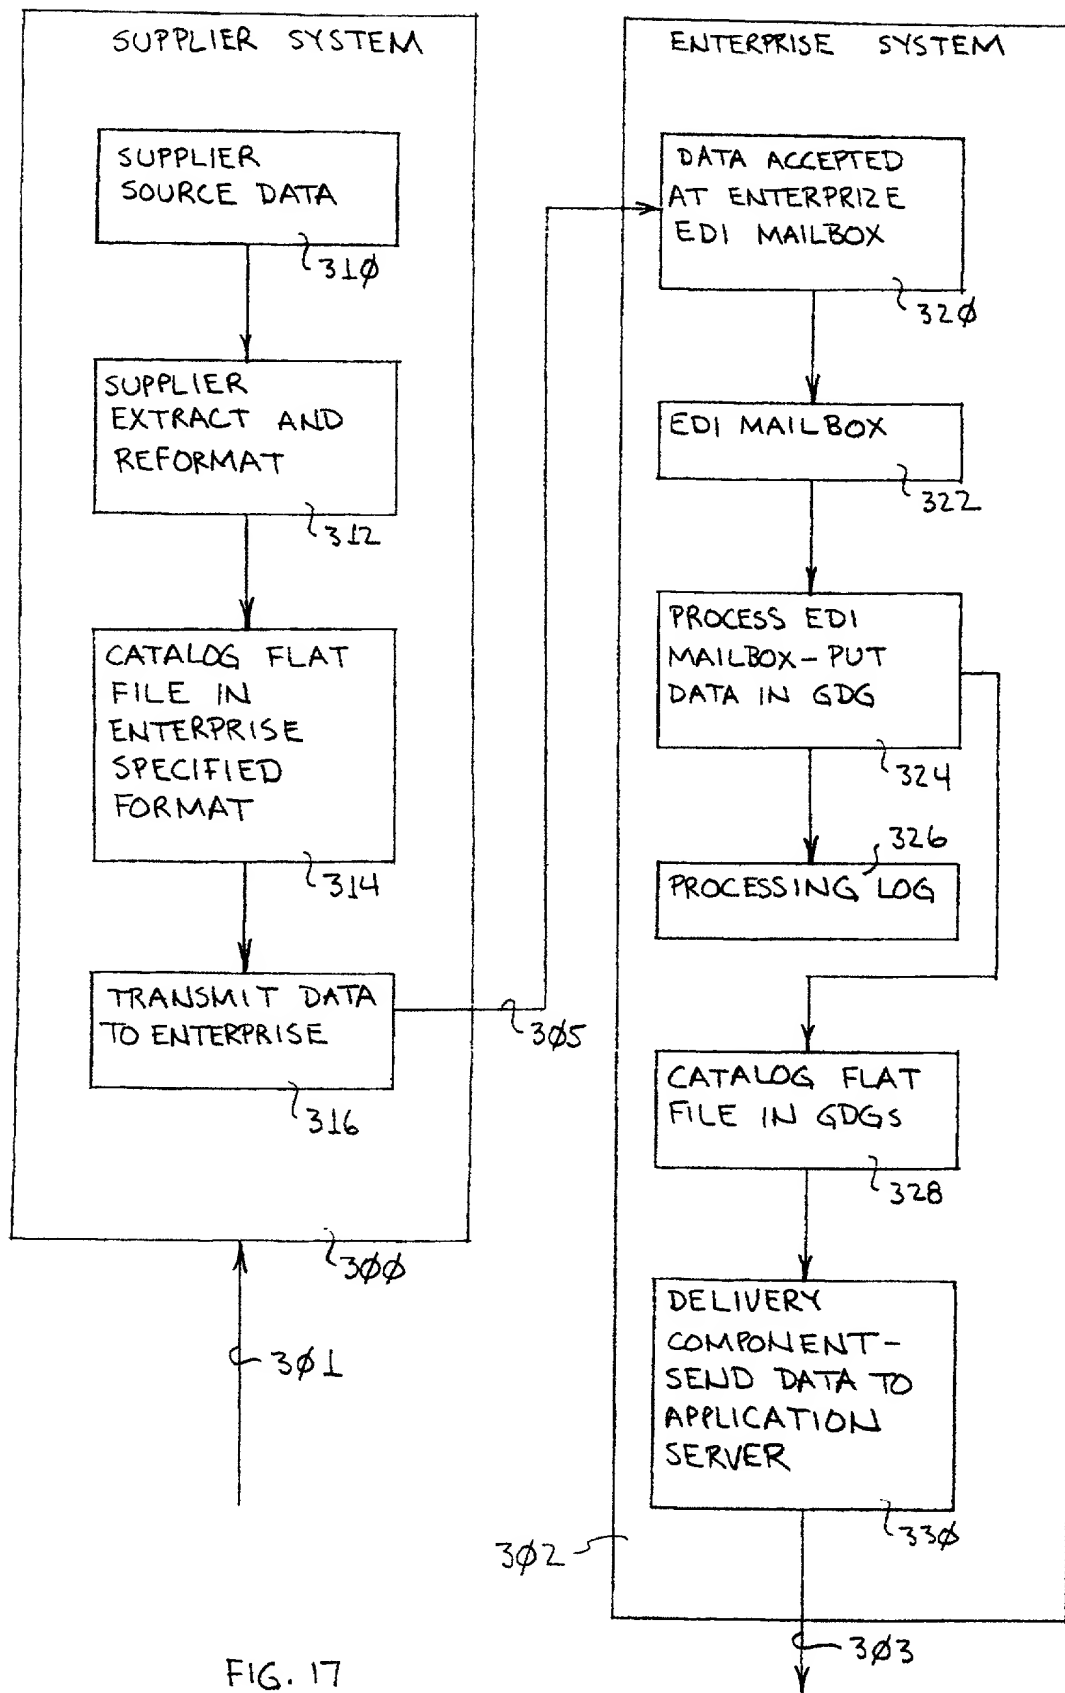 SUPPLIER SYSTEM
SUPPLIER
SOURCE DATA
310
SUPPLIER
EXTRACT AND
REFORMAT
312
CATALOG FLAT
FILE IN
ENTERPRISE
SPECIFIED
FORMAT
314
TRANSMIT DATA
TO ENTERPRISE
316
300
301
305
ENTERPRISE SYSTEM
DATA ACCEPTED
AT ENTERPRIZE
EDI MAILBOX
320
EDI MAILBOX
322
PROCESS EDI
MAILBOX-PUT
DATA IN GDG
324
326
PROCESSING LOG
CATALOG FLAT
FILE IN GDGS
328
DELIVERY
COMPONENT-
SEND DATA TO
APPLICATION
SERVER
330
302
303
FIG. 17